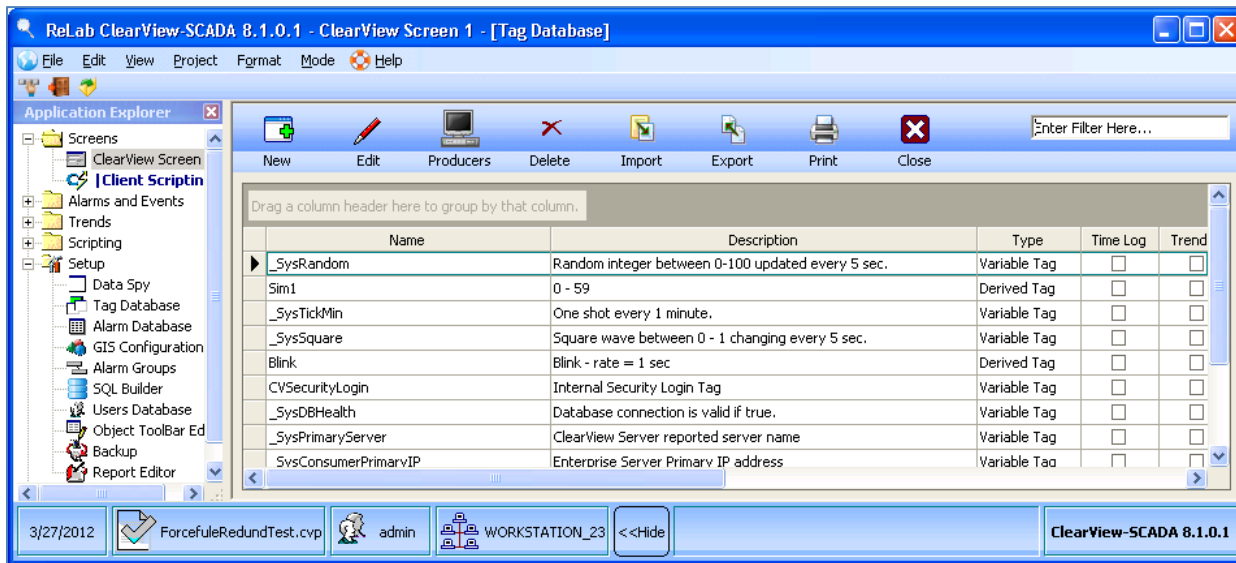 ReLab ClearView-SCADA 8.1.0.1 - ClearView Screen 1 - [Tag Database]
File Edit View Project Format Mode Help
Application Explorer
Screens
ClearView Screen
|Client Scriptin
Alarms and Events
Trends
Scripting
Setup
Data Spy
Tag Database
Alarm Database
GIS Configuration
Alarm Groups
SQL Builder
Users Database
Object ToolBar Ed
Backup
Report Editor
New Edit Producers Delete Import Export Print Close
Enter Filter Here...
Drag a column header here to group by that column.
Name Description Type Time Log Trend
_SysRandom Random integer between 0-100 updated every 5 sec. Variable Tag
Sim1 0 - 59 Derived Tag
_SysTickMin One shot every 1 minute. Variable Tag
_SysSquare Square wave between 0 - 1 changing every 5 sec. Variable Tag
Blink Blink - rate = 1 sec Derived Tag
CVSecurityLogin Internal Security Login Tag Variable Tag
_SysDBHealth Database connection is valid if true. Variable Tag
_SysPrimaryServer ClearView Server reported server name Variable Tag
_SysConsumerPrimaryIP Enterprise Server Primary IP address Variable Tag
3/27/2012 ForcefuleRedundTest.cvp admin WORKSTATION_23 <<Hide ClearView-SCADA 8.1.0.1